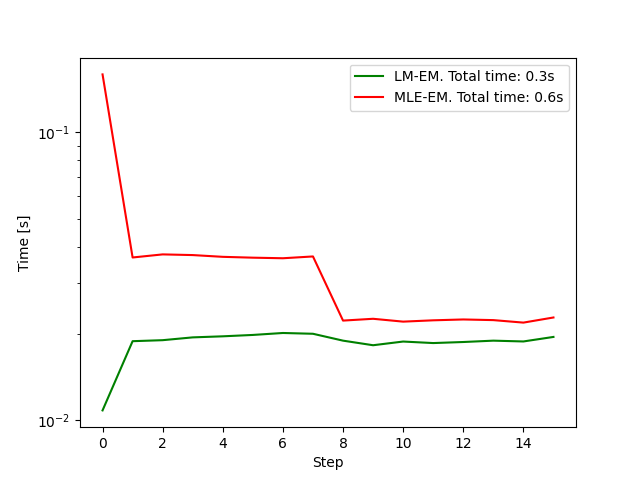 LM-EM. Total time: 0.3s
MLE-EM. Total time: 0.6s
10⁻¹
10⁻²
Time [s]
0 2 4 6 8 10 12 14
Step